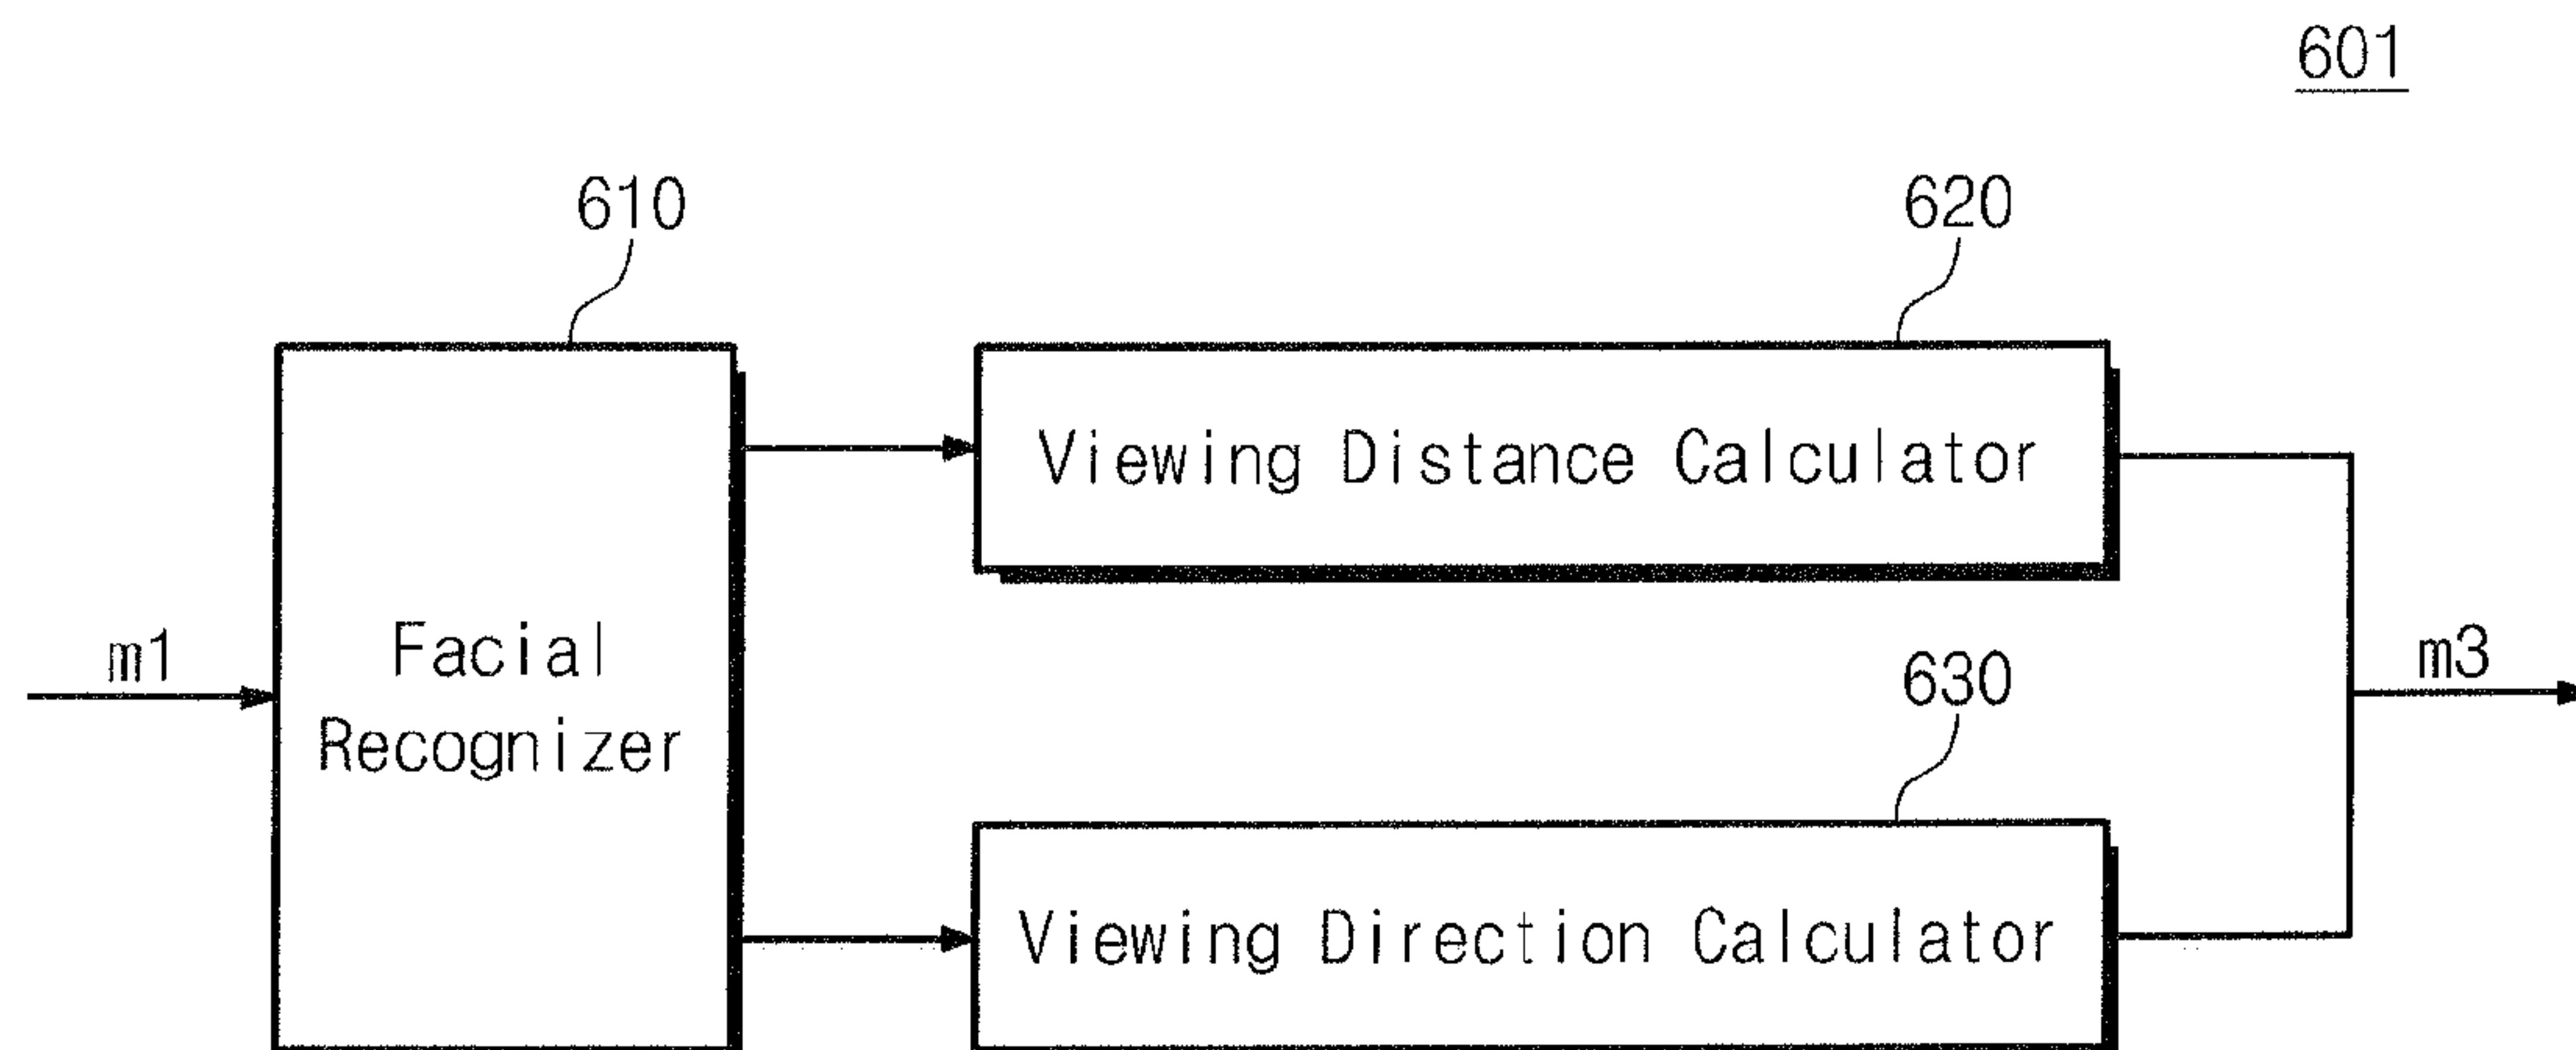 601
610
620
Viewing Distance Calculator
m1
Facial
Recognizer
m3
630
Viewing Direction Calculator